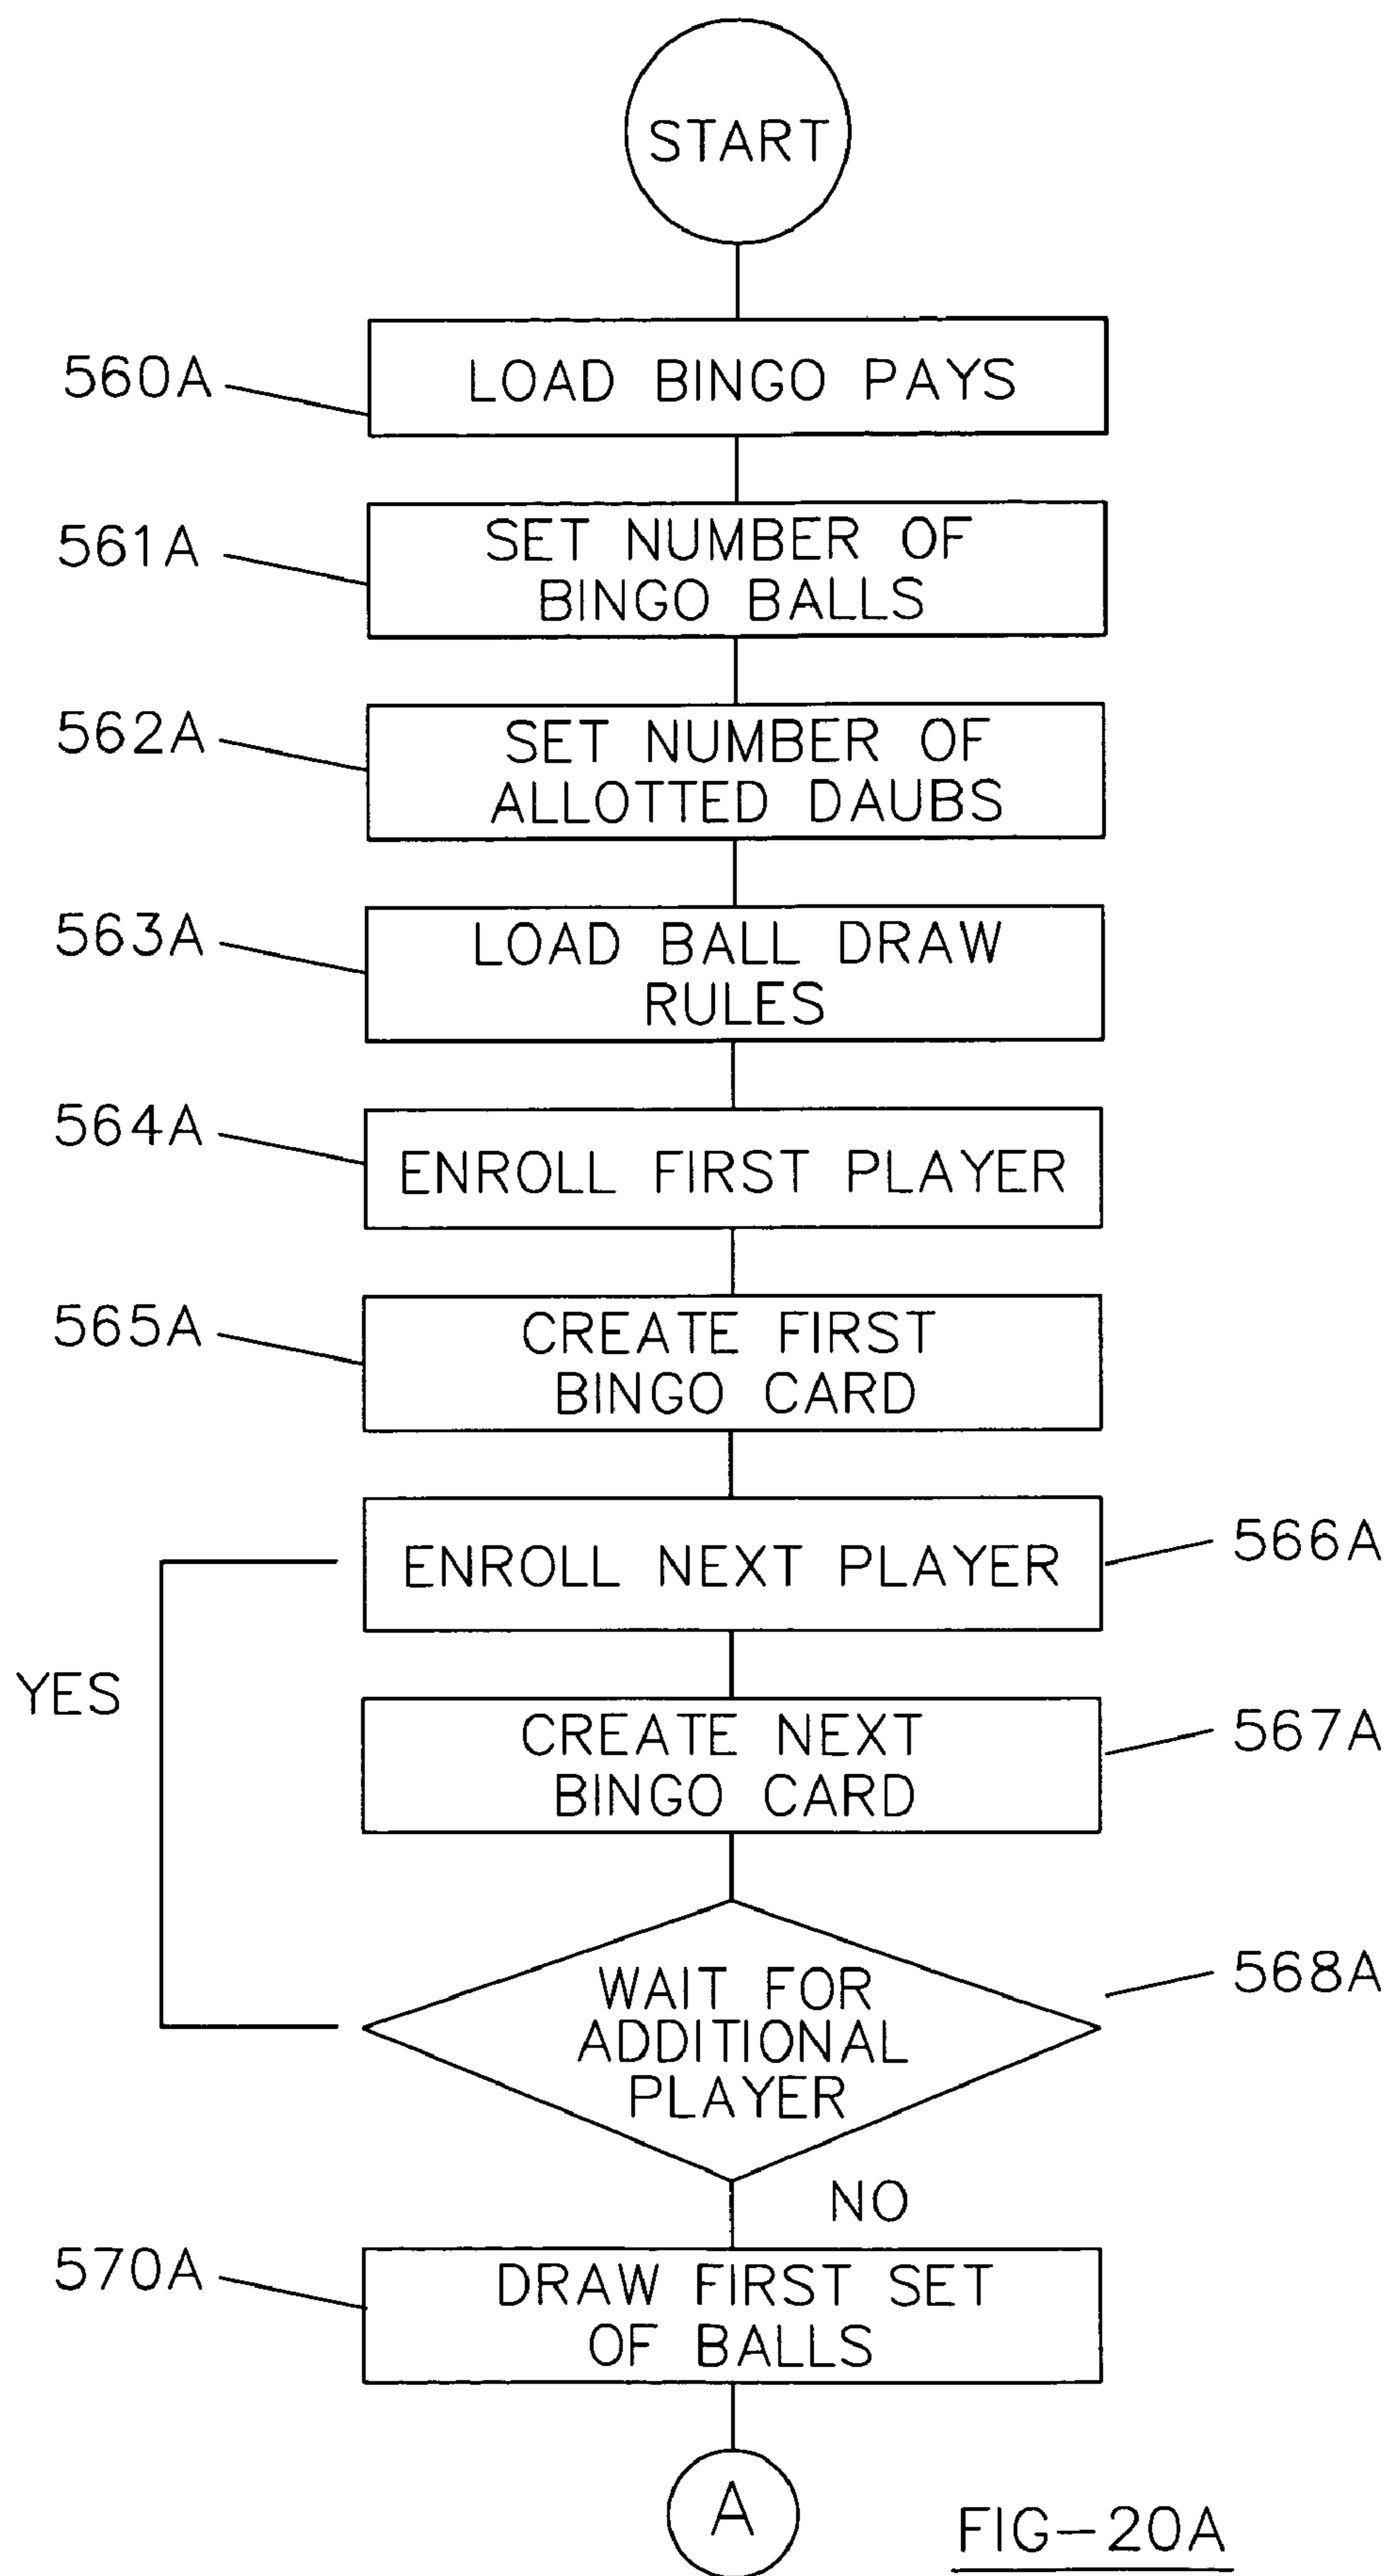 START
560A
LOAD BINGO PAYS
561A
SET NUMBER OF
BINGO BALLS
562A
SET NUMBER OF
ALLOTTED DAUBS
563A
LOAD BALL DRAW
RULES
564A
ENROLL FIRST PLAYER
565A
CREATE FIRST
BINGO CARD
ENROLL NEXT PLAYER
566A
YES
CREATE NEXT
BINGO CARD
567A
WAIT FOR
ADDITIONAL
PLAYER
568A
NO
570A
DRAW FIRST SET
OF BALLS
A
FIG-20A